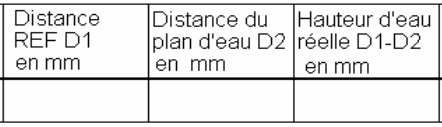 Distance
REF D1
en mm
Distance du
plan d'eau D2
en mm
Hauteur d'eau
réelle D1-D2
en mm